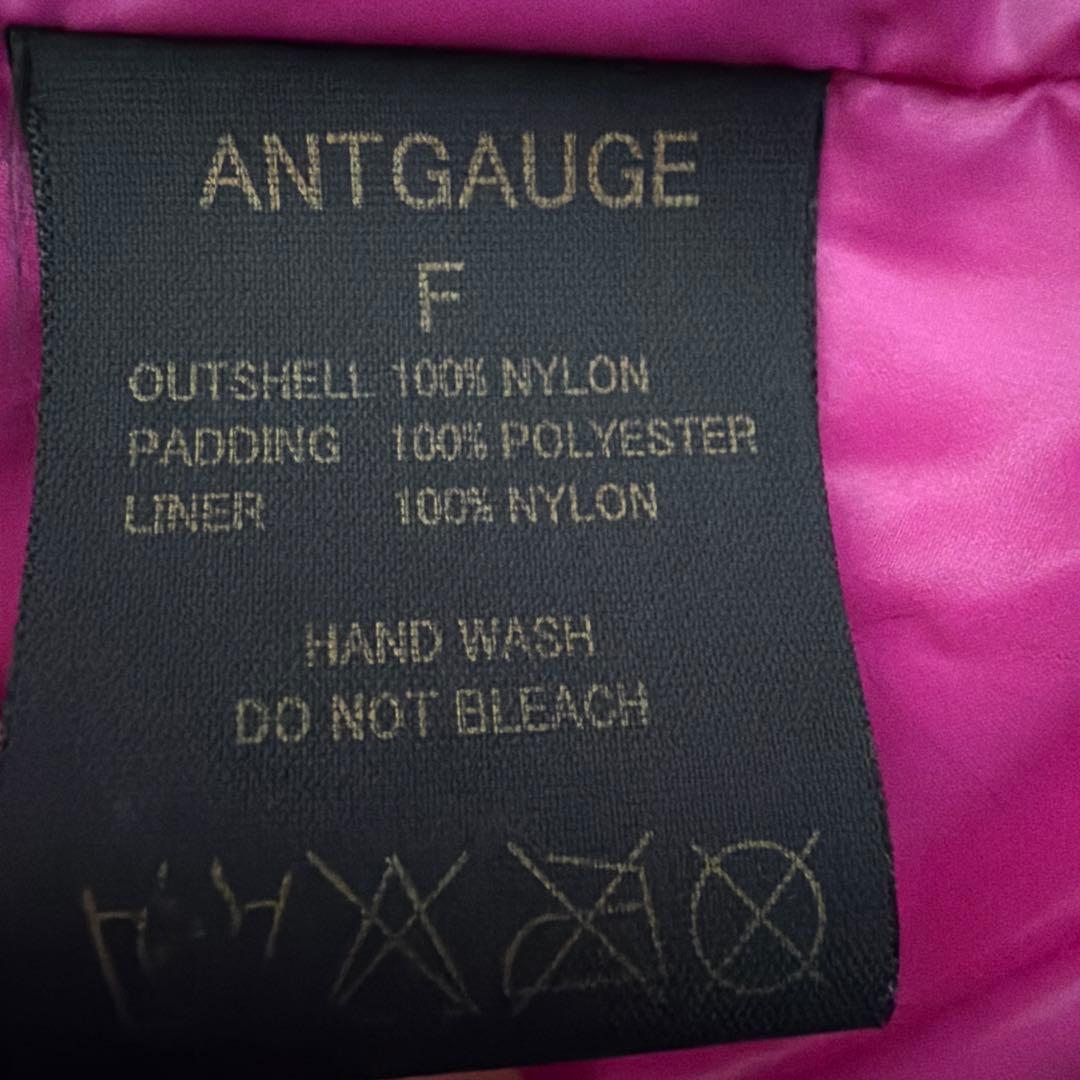 ANTGAUGE
F
OUTSHELL 100% NYLON
PADDING 100% POLYESTER
LINER 100% NYLON
HAND WASH
DO NOT BLEACH